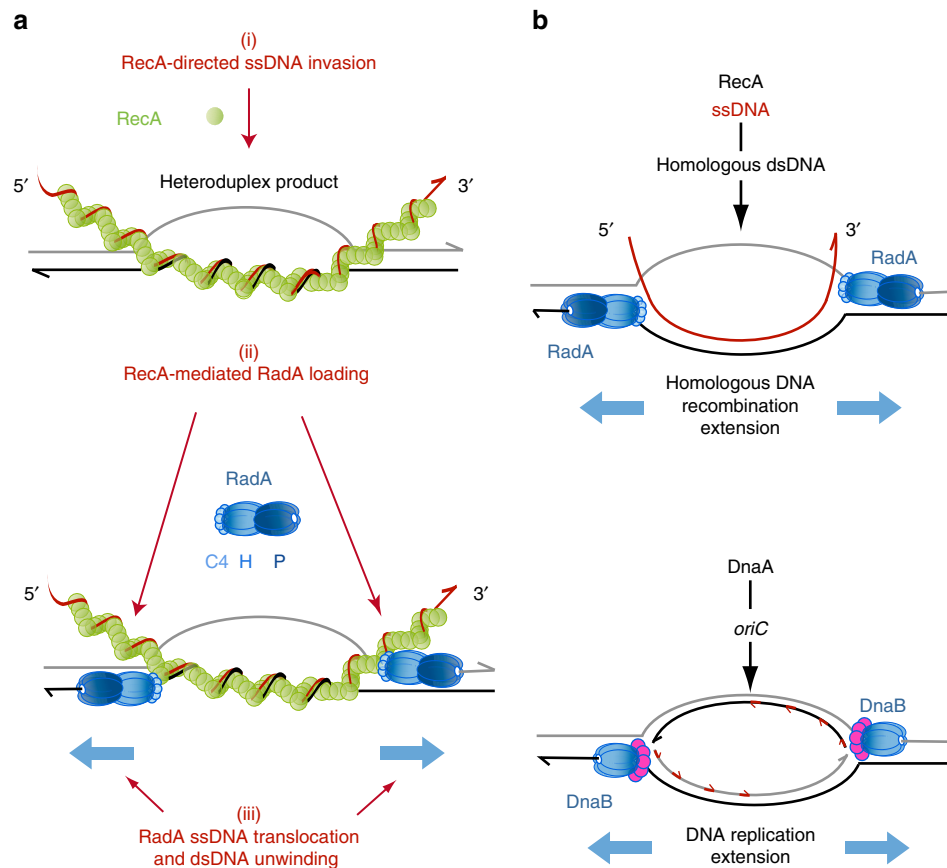 a
(i)
RecA-directed ssDNA invasion
RecA
5′
Heteroduplex product
3′
(ii)
RecA-mediated RadA loading
RadA
C4 H P
5′
3′
(iii)
RadA ssDNA translocation
and dsDNA unwinding
b
RecA
ssDNA
Homologous dsDNA
5′
3′
RadA
RadA
Homologous DNA
recombination
extension
DnaA
oriC
DnaB
DnaB
DNA replication
extension